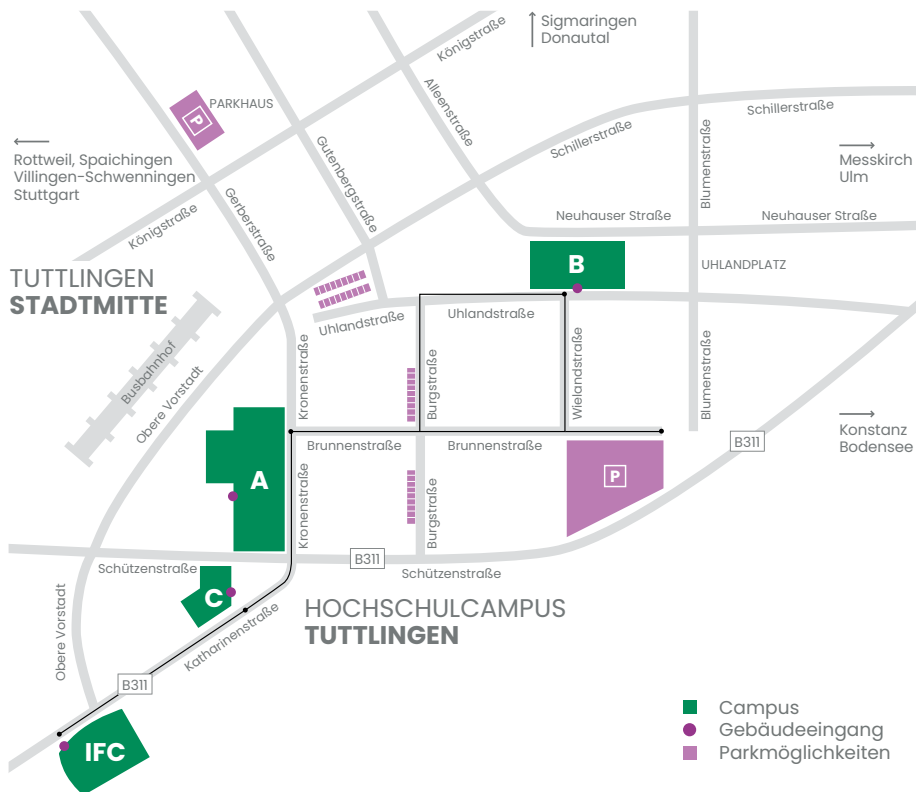 Sigmaringen
Donautal
Königstraße
Alleenstraße
PARKHAUS
P
Schillerstraße
Schillerstraße
Rottweil, Spaichingen
Villingen-Schwenningen
Stuttgart
Gutenbergstraße
Blumenstraße
Messkirch
Ulm
Königstraße
Gerberstraße
Neuhauser Straße
Neuhauser Straße
TUTTLINGEN
STADTMITTE
B
UHLANDPLATZ
Uhlandstraße
Uhlandstraße
Busbahnhof
Obere Vorstadt
Kronenstraße
Burgstraße
Wielandstraße
Blumenstraße
Konstanz
Bodensee
B311
Brunnenstraße
Brunnenstraße
A
P
Kronenstraße
Burgstraße
B311
Schützenstraße
Schützenstraße
C
Obere Vorstadt
Katharinenstraße
HOCHSCHULCAMPUS
TUTTLINGEN
B311
IFC
Campus
Gebäudeeingang
Parkmöglichkeiten